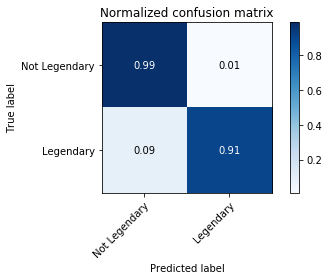 Normalized confusion matrix
True label
Not Legendary
0.99
0.01
Legendary
0.09
0.91
Not Legendary
Legendary
Predicted label
0.8
0.6
0.4
0.2